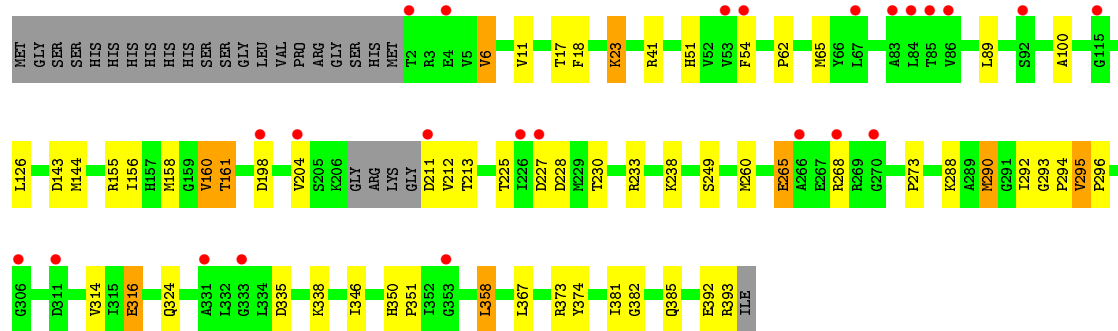 MET GLY SER SER HIS HIS HIS HIS HIS HIS SER SER GLY LEU VAL PRO ARG GLY SER HIS MET T2 R3 E4 V5 V6 V11 T17 F18 K23 R41 H51 V52 V53 F54 P62 M65 Y66 L67 A83 L84 T85 V86 L89 S92 A100 G115
L126 D143 M144 R155 I156 H157 M158 G159 V160 T161 D198 V204 S205 K206 GLY ARG LYS GLY D211 V212 T213 T225 I226 D227 D228 M229 T230 R233 K238 S249 M260 E265 A266 E267 R268 R269 G270 P273 K288 A289 M290 G291 I292 G293 P294 V295 P296
G306 D311 V314 I315 E316 Q324 A331 L332 G333 L334 D335 K338 I346 H350 P351 I352 G353 L358 L367 R373 Y374 I381 G382 Q385 E392 R393 ILE